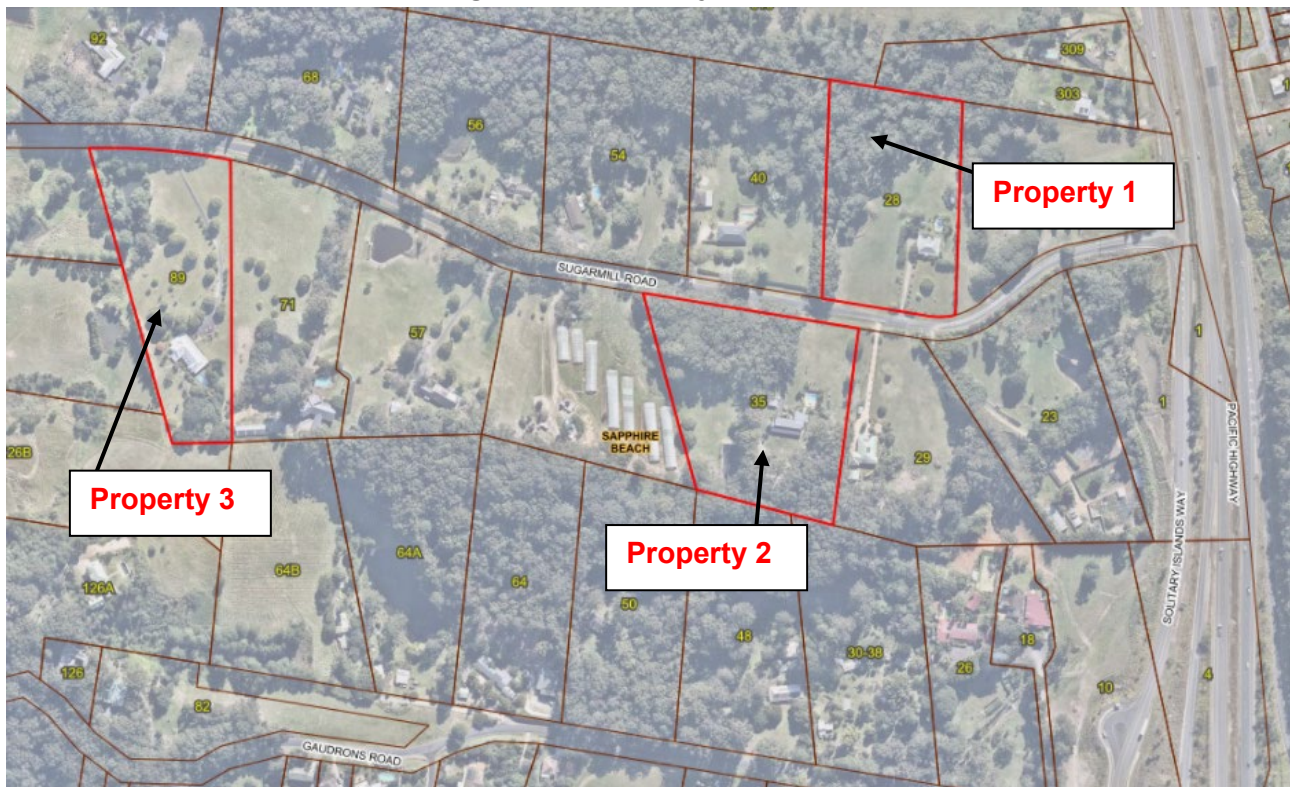 92
309
68
303
56
54
40
28
Property 1
SUGARMILL ROAD
89
71
57
35
SAPPHIRE
BEACH
29
23
1
1
PACIFIC HIGHWAY
SOLITARY ISLANDS WAY
26B
Property 3
Property 2
126A
64B
64A
64
50
48
30-38
26
18
10
4
126
82
GAUDRONS ROAD